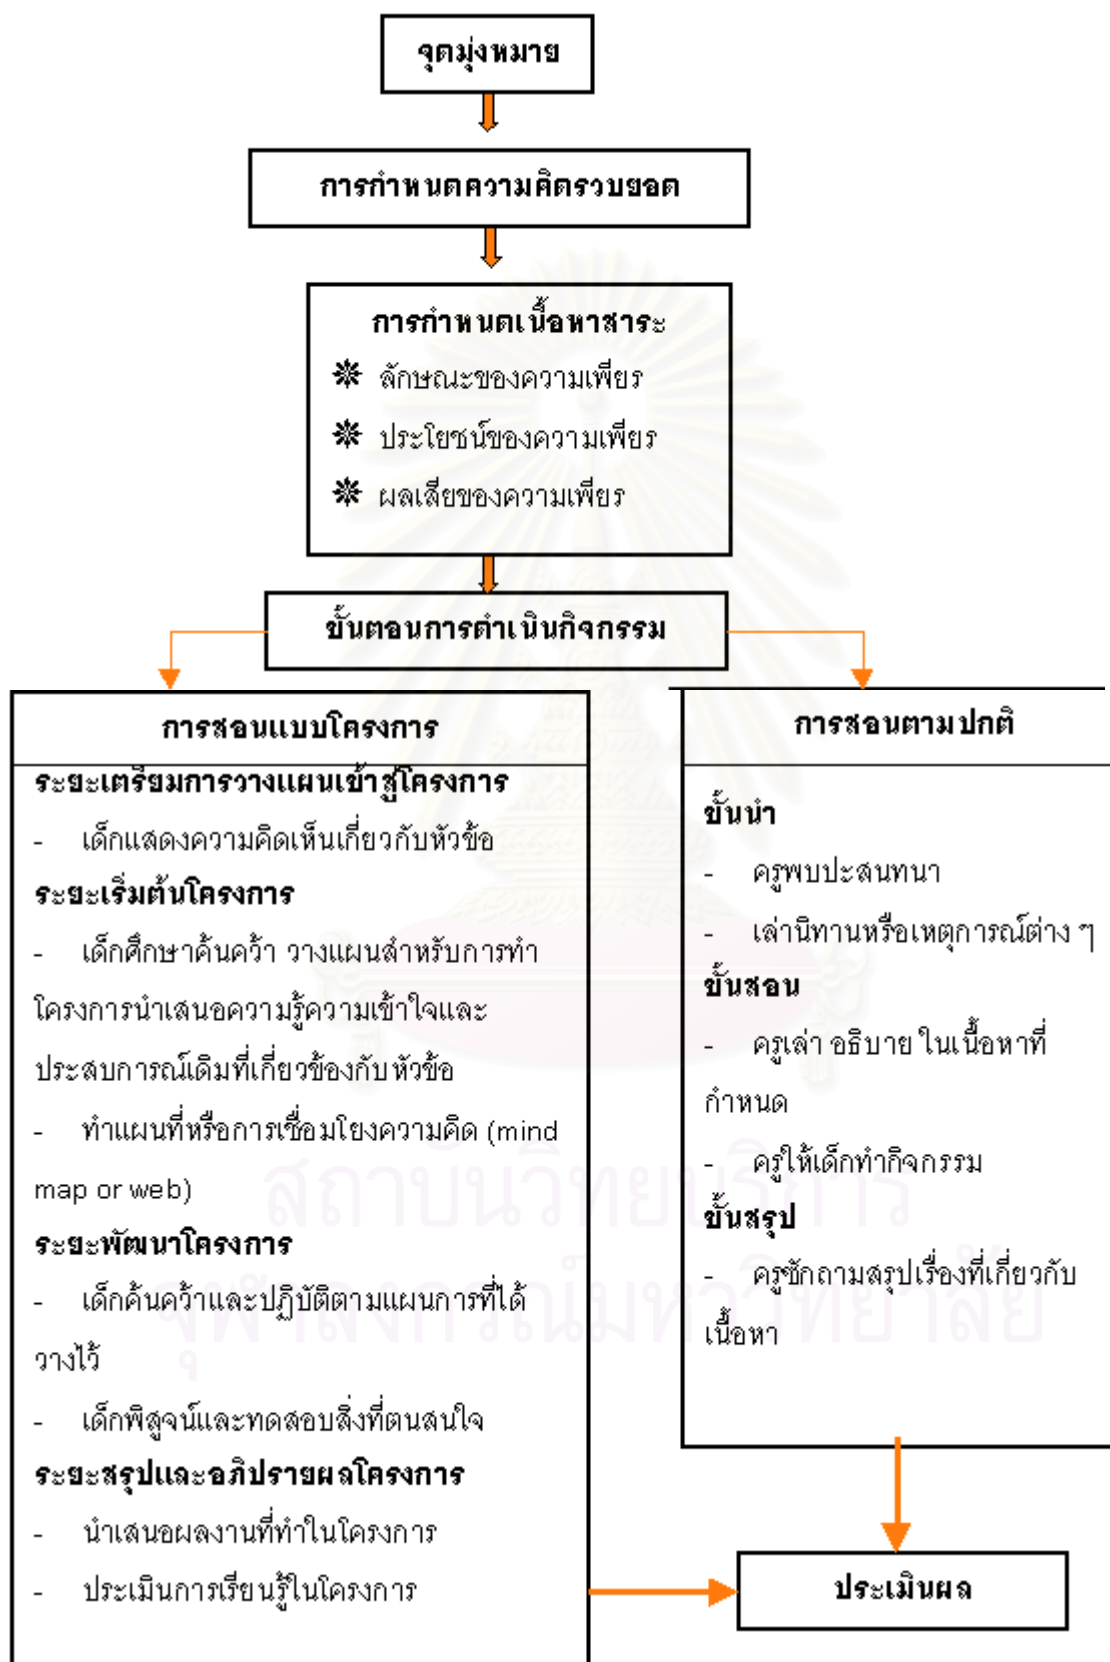 จุดมุ่งหมาย
การกำหนดความคิดรวบยอด
การกำหนดเนื้อหาสาระ
ลักษณะของความเพียร
ประโยชน์ของความเพียร
ผลเสียของความเพียร
ขั้นตอนการดำเนินกิจกรรม
การสอนแบบโครงการ
ระยะเตรียมการวางแผนเข้าสู่โครงการ
- เด็กแสดงความคิดเห็นเกี่ยวกับหัวข้อ
ระยะเริ่มต้นโครงการ
- เด็กศึกษาค้นคว้า วางแผนสำหรับการทำ
โครงการนำเสนอความรู้ความเข้าใจและ
ประสบการณ์เดิมที่เกี่ยวข้องกับหัวข้อ
- ทำแผนที่หรือการเชื่อมโยงความคิด (mind
map or web)
ระยะพัฒนาโครงการ
- เด็กค้นคว้าและปฏิบัติตามแผนการที่ได้
วางไว้
- เด็กพิสูจน์และทดสอบสิ่งที่ตนสนใจ
ระยะสรุปและอภิปรายผลโครงการ
- นำเสนอผลงานที่ทำในโครงการ
- ประเมินการเรียนรู้ในโครงการ
การสอนตามปกติ
ขั้นนำ
- ครูพบปะสนทนา
- เล่านิทานหรือเหตุการณ์ต่าง ๆ
ขั้นสอน
- ครูเล่า อธิบาย ในเนื้อหาที่
กำหนด
- ครูให้เด็กทำกิจกรรม
ขั้นสรุป
- ครูซักถามสรุปเรื่องที่เกี่ยวกับ
เนื้อหา
ประเมินผล
สถาบันวิทยบริการ
จุฬาลงกรณ์มหาวิทยาลัย